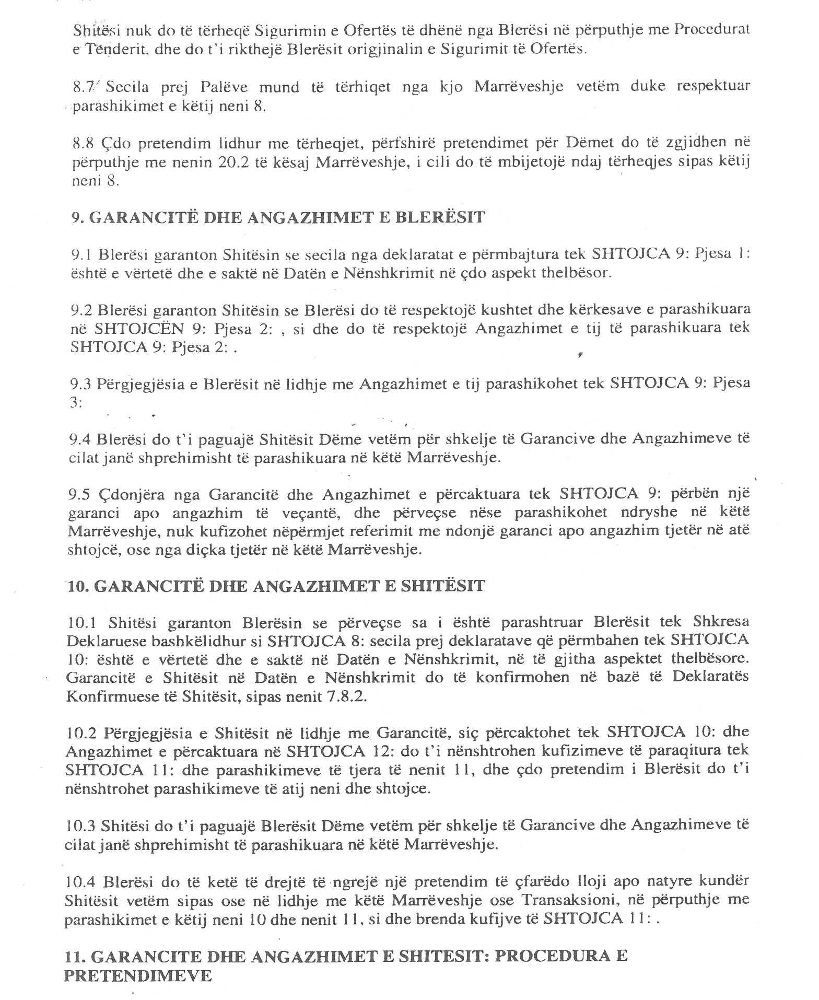 Shitësi nuk do të tërheqë Sigurimin e Ofertës të dhënë nga Blerësi në përputhje me Procedurat
e Tenderit, dhe do t'i rikthejë Blerësit origjinalin e Sigurimit të Ofertës.
8.7 Secila prej Palëve mund të tërhiqet nga kjo Marrëveshje vetëm duke respektuar
parashikimet e këtij neni 8.
8.8 Çdo pretendim lidhur me tërheqjet, përfshirë pretendimet për Dëmet do të zgjidhen në
përputhje me nenin 20.2 të kësaj Marrëveshje, i cili do të mbijetojë ndaj tërheqjes sipas këtij
neni 8.
9. GARANCITË DHE ANGAZHIMET E BLERËSIT
9.1 Blerësi garanton Shitësin se secila nga deklaratat e përmbajtura tek SHTOJCA 9: Pjesa 1:
është e vërtetë dhe e saktë në Datën e Nënshkrimit në çdo aspekt thelbësor.
9.2 Blerësi garanton Shitësin se Blerësi do të respektojë kushtet dhe kërkesave e parashikuara
në SHTOJCËN 9: Pjesa 2: , si dhe do të respektojë Angazhimet e tij të parashikuara tek
SHTOJCA 9: Pjesa 2: .
9.3 Përgjegjësia e Blerësit në lidhje me Angazhimet e tij parashikohet tek SHTOJCA 9: Pjesa
3:
9.4 Blerësi do t'i paguajë Shitësit Dëme vetëm për shkelje të Garancive dhe Angazhimeve të
cilat janë shprehimisht të parashikuara në këtë Marrëveshje.
9.5 Çdonjëra nga Garancitë dhe Angazhimet e përcaktuara tek SHTOJCA 9: përbën një
garanci apo angazhim të veçantë, dhe përveçse nëse parashikohet ndryshe në këtë
Marrëveshje, nuk kufizohet nëpërmjet referimit me ndonjë garanci apo angazhim tjetër në atë
shtojcë, ose nga diçka tjetër në këtë Marrëveshje.
10. GARANCITË DHE ANGAZHIMET E SHITËSIT
10.1 Shitësi garanton Blerësin se përveçse sa i është parashtruar Blerësit tek Shkresa
Deklaruese bashkëlidhur si SHTOJCA 8: secila prej deklaratave që përmbahen tek SHTOJCA
10: është e vërtetë dhe e saktë në Datën e Nënshkrimit, në të gjitha aspektet thelbësore.
Garancitë e Shitësit në Datën e Nënshkrimit do të konfirmohen në bazë të Deklaratës
Konfirmuese të Shitësit, sipas nenit 7.8.2.
10.2 Përgjegjësia e Shitësit në lidhje me Garancitë, siç përcaktohet tek SHTOJCA 10: dhe
Angazhimet e përcaktuara në SHTOJCA 12: do t'i nënshtrohen kufizimeve të paraqitura tek
SHTOJCA 11: dhe parashikimeve të tjera të nenit 11, dhe çdo pretendim i Blerësit do t'i
nënshtrohet parashikimeve të atij neni dhe shtojce.
10.3 Shitësi do t'i paguajë Blerësit Dëme vetëm për shkelje të Garancive dhe Angazhimeve të
cilat janë shprehimisht të parashikuara në këtë Marrëveshje.
10.4 Blerësi do të ketë të drejtë të ngrejë një pretendim të çfarëdo lloji apo natyre kundër
Shitësit vetëm sipas ose në lidhje me këtë Marrëveshje ose Transaksioni, në përputhje me
parashikimet e këtij neni 10 dhe nenit 11, si dhe brenda kufijve të SHTOJCA 11: .
11. GARANCITE DHE ANGAZHIMET E SHITESIT: PROCEDURA E
PRETENDIMEVE